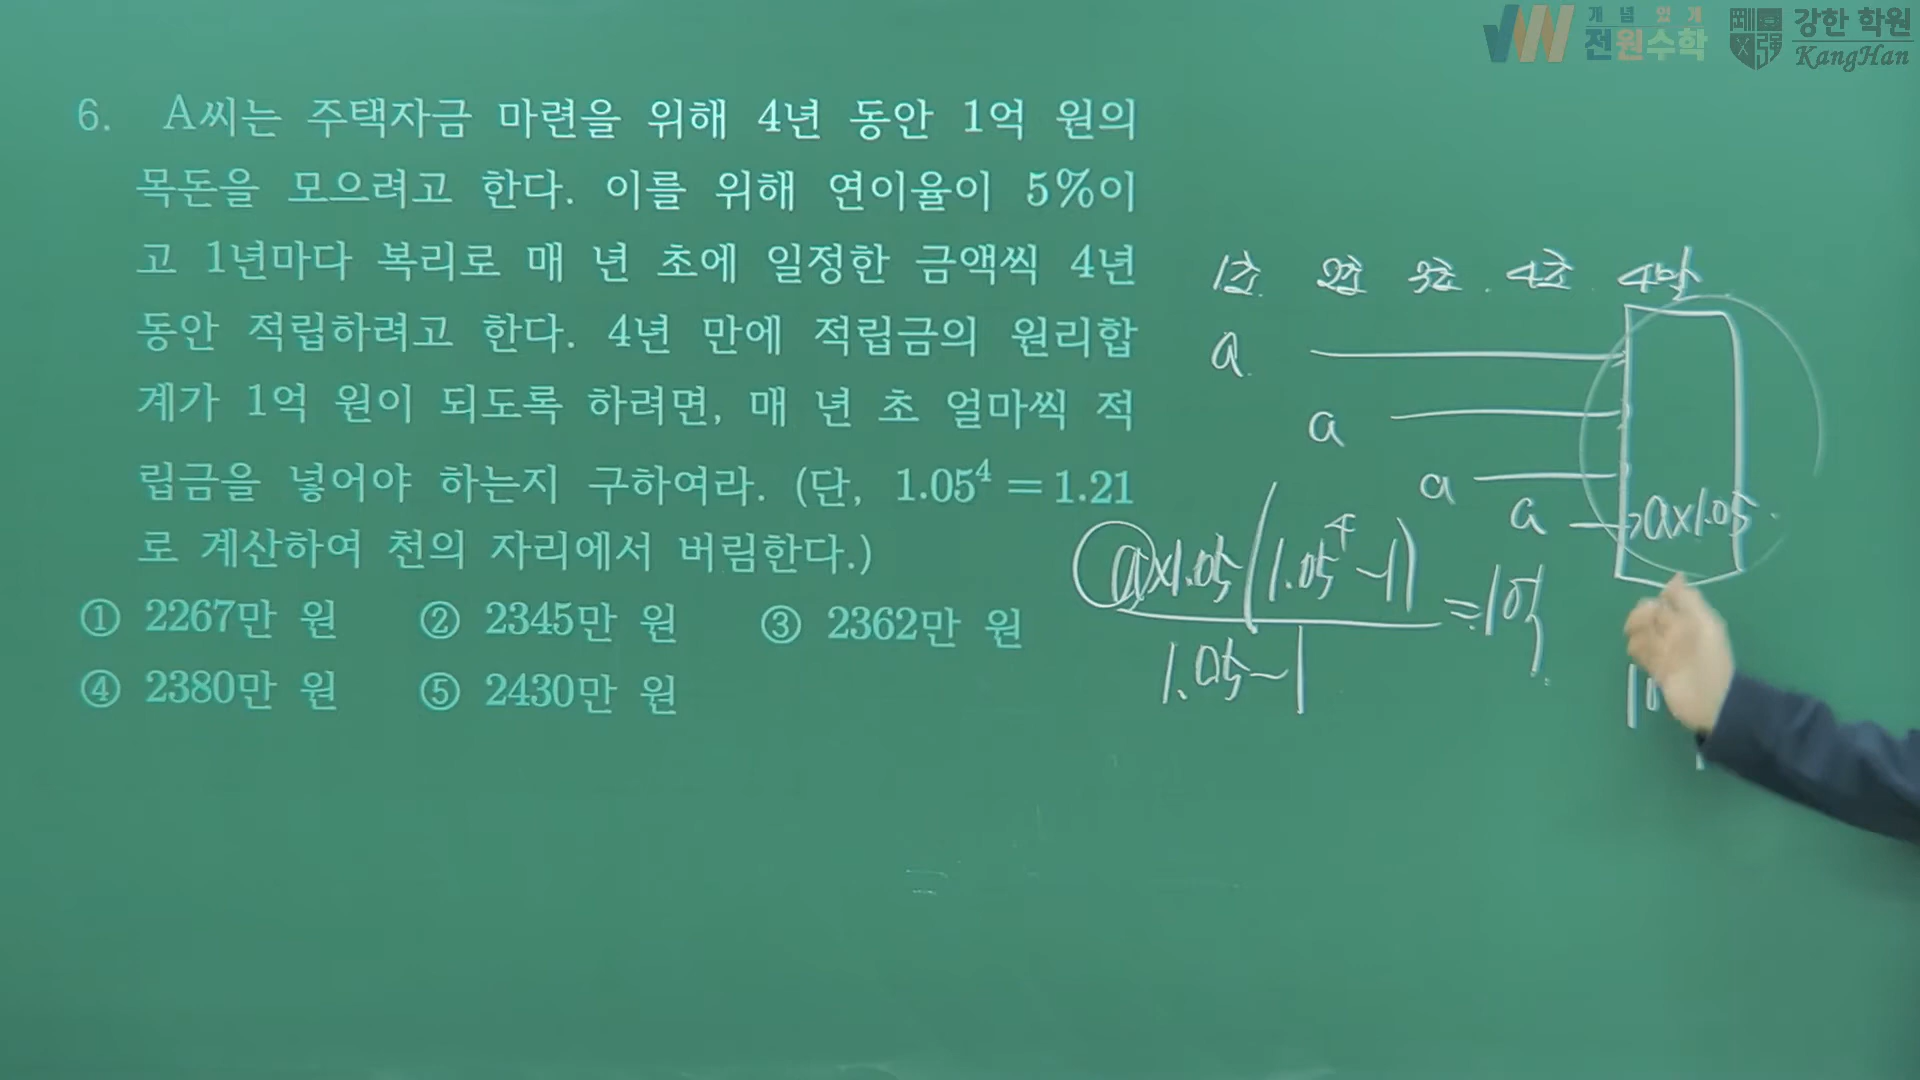 개념있게
전원수학
강한 학원
KangHan
6. A씨는 주택자금 마련을 위해 4년 동안 1억 원의
목돈을 모으려고 한다. 이를 위해 연이율이 5%이
고 1년마다 복리로 매 년 초에 일정한 금액씩 4년
동안 적립하려고 한다. 4년 만에 적립금의 원리합
계가 1억 원이 되도록 하려면, 매 년 초 얼마씩 적
립금을 넣어야 하는지 구하여라. (단, 1.05⁴ = 1.21
로 계산하여 천의 자리에서 버림한다.)
① 2267만 원 ② 2345만 원 ③ 2362만 원
④ 2380만 원 ⑤ 2430만 원
1초 2초 3초 4초 4말
a
a
a
a → a×1.05
a×1.05(1.05⁴-1)
1.05-1
=1억